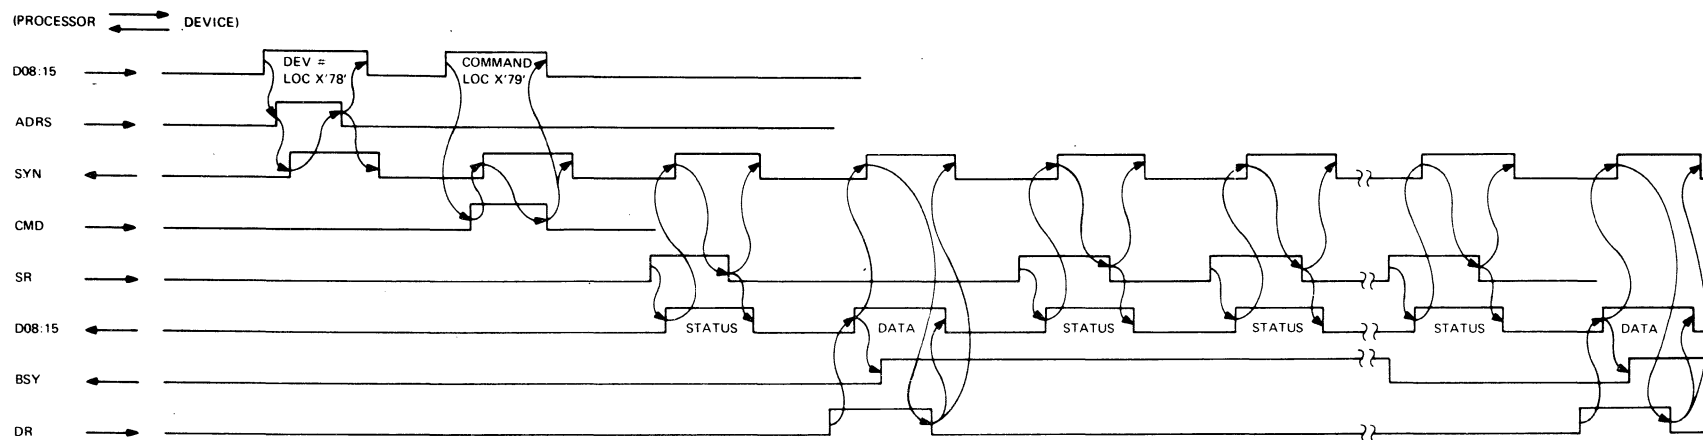 (PROCESSOR DEVICE)
D08:15
DEV =
LOC X'78'
COMMAND
LOC X'79'
ADRS
SYN
CMD
SR
D08:15
STATUS
DATA
STATUS
STATUS
STATUS
DATA
BSY
DR